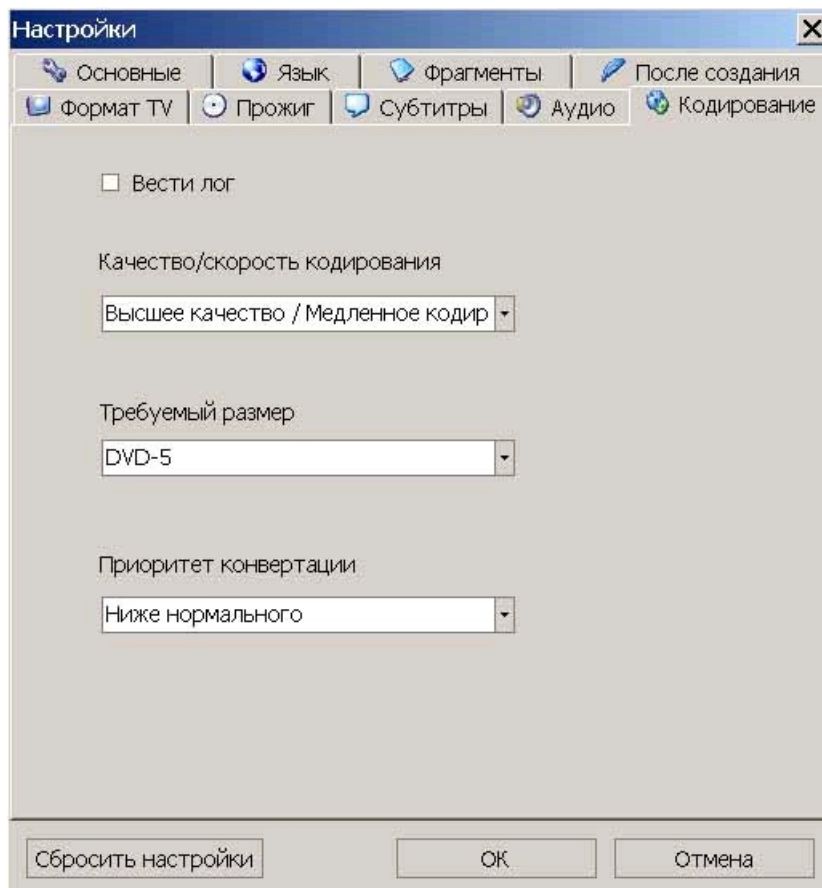 Настройки
Основные Язык Фрагменты После создания
Формат TV Прожиг Субтитры Аудио Кодирование
Вести лог
Качество/скорость кодирования
Высшее качество / Медленное кодир
Требуемый размер
DVD-5
Приоритет конвертации
Ниже нормального
Сбросить настройки ОК Отмена